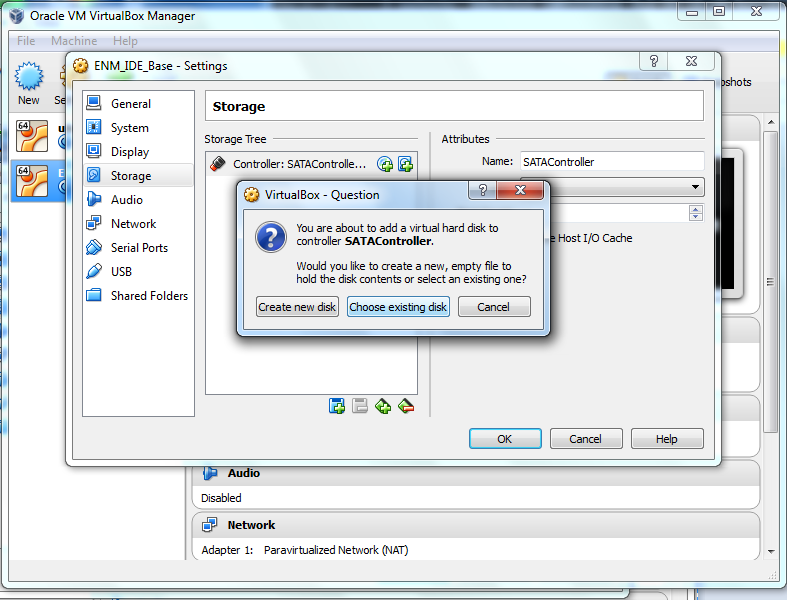 Oracle VM VirtualBox Manager
File Machine Help
New
ENM_IDE_Base - Settings
?
shots
64
64
General
System
Display
Storage
Audio
Network
Serial Ports
USB
Shared Folders
Storage
Storage Tree
Controller: SATAControlle...
Attributes
Name: SATAController
Host I/O Cache
VirtualBox - Question
?
?
You are about to add a virtual hard disk to
controller SATAController.
Would you like to create a new, empty file to
hold the disk contents or select an existing one?
Create new disk Choose existing disk Cancel
OK Cancel Help
Audio
Disabled
Network
Adapter 1: Paravirtualized Network (NAT)